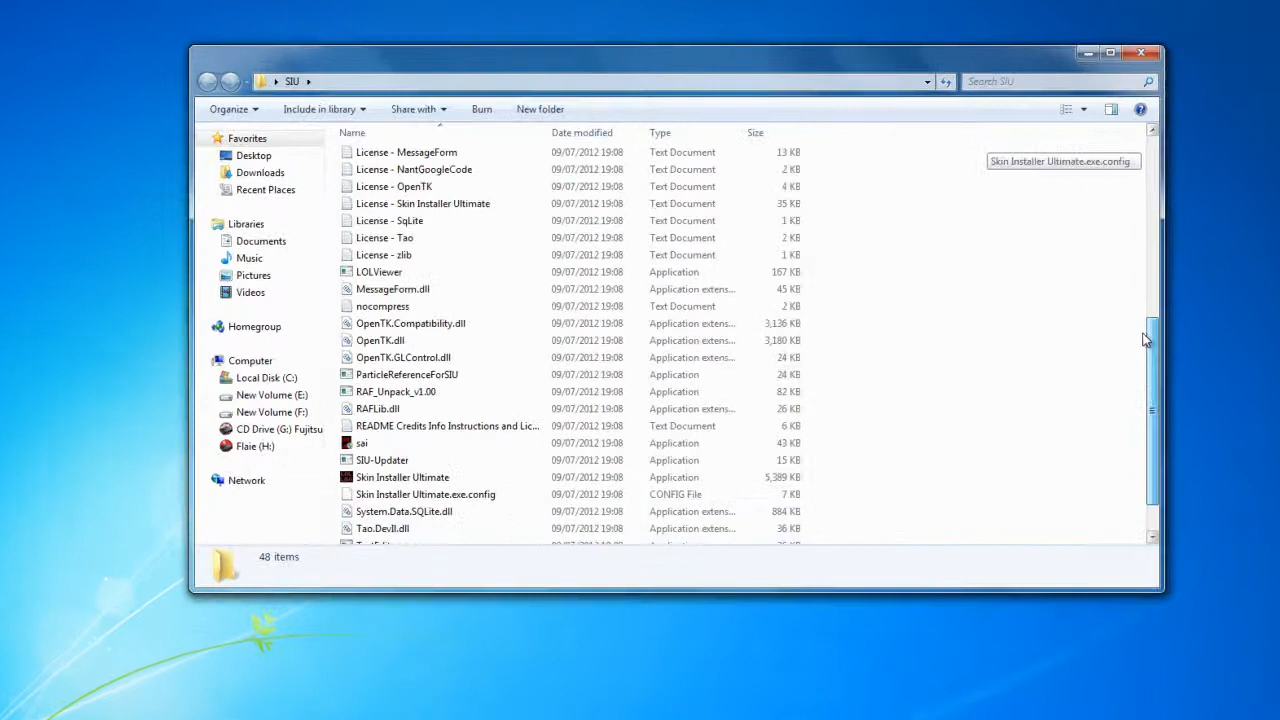 SIU
Search SIU
Organize Include in library Share with Burn New folder
Favorites
Desktop
Downloads
Recent Places
Libraries
Documents
Music
Pictures
Videos
Homegroup
Computer
Local Disk (C:)
New Volume (E:)
New Volume (F:)
CD Drive (G:) Fujitsu
Flaie (H:)
Network
Name Date modified Type Size
License - MessageForm 09/07/2012 19:08 Text Document 13 KB
License - NantGoogleCode 09/07/2012 19:08 Text Document 2 KB
License - OpenTK 09/07/2012 19:08 Text Document 4 KB
License - Skin Installer Ultimate 09/07/2012 19:08 Text Document 35 KB
License - SqLite 09/07/2012 19:08 Text Document 1 KB
License - Tao 09/07/2012 19:08 Text Document 2 KB
License - zlib 09/07/2012 19:08 Text Document 1 KB
LOLViewer 09/07/2012 19:08 Application 167 KB
MessageForm.dll 09/07/2012 19:08 Application extens... 45 KB
nocompress 09/07/2012 19:08 Text Document 2 KB
OpenTK.Compatibility.dll 09/07/2012 19:08 Application extens... 3,136 KB
OpenTK.dll 09/07/2012 19:08 Application extens... 3,180 KB
OpenTK.GLControl.dll 09/07/2012 19:08 Application extens... 24 KB
ParticleReferenceForSIU 09/07/2012 19:08 Application 24 KB
RAF_Unpack_v1.00 09/07/2012 19:08 Application 82 KB
RAFLib.dll 09/07/2012 19:08 Application extens... 26 KB
README Credits Info Instructions and Lic... 09/07/2012 19:08 Text Document 6 KB
sai 09/07/2012 19:08 Application 43 KB
SIU-Updater 09/07/2012 19:08 Application 15 KB
Skin Installer Ultimate 09/07/2012 19:08 Application 5,389 KB
Skin Installer Ultimate.exe.config 09/07/2012 19:08 CONFIG File 7 KB
System.Data.SQLite.dll 09/07/2012 19:08 Application extens... 884 KB
Tao.DevIl.dll 09/07/2012 19:08 Application extens... 36 KB
Skin Installer Ultimate.exe.config
48 items